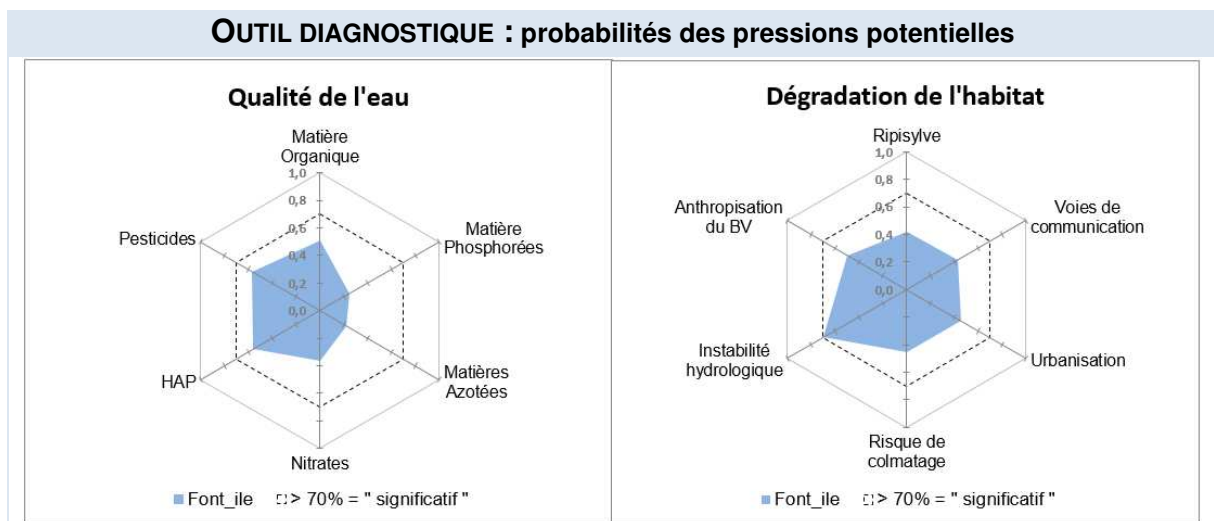 OUTIL DIAGNOSTIQUE : probabilités des pressions potentielles
Qualité de l'eau
Matière
Organique
1,0
0,8
0,6
0,4
0,2
0,0
Matière
Phosphorées
Matières
Azotées
Nitrates
HAP
Pesticides
Font_ile
> 70% = " significatif "
Dégradation de l'habitat
Ripisylve
1,0
0,8
0,6
0,4
0,2
0,0
Voies de
communication
Urbanisation
Risque de
colmatage
Instabilité
hydrologique
Anthropisation
du BV
Font_ile
> 70% = " significatif "